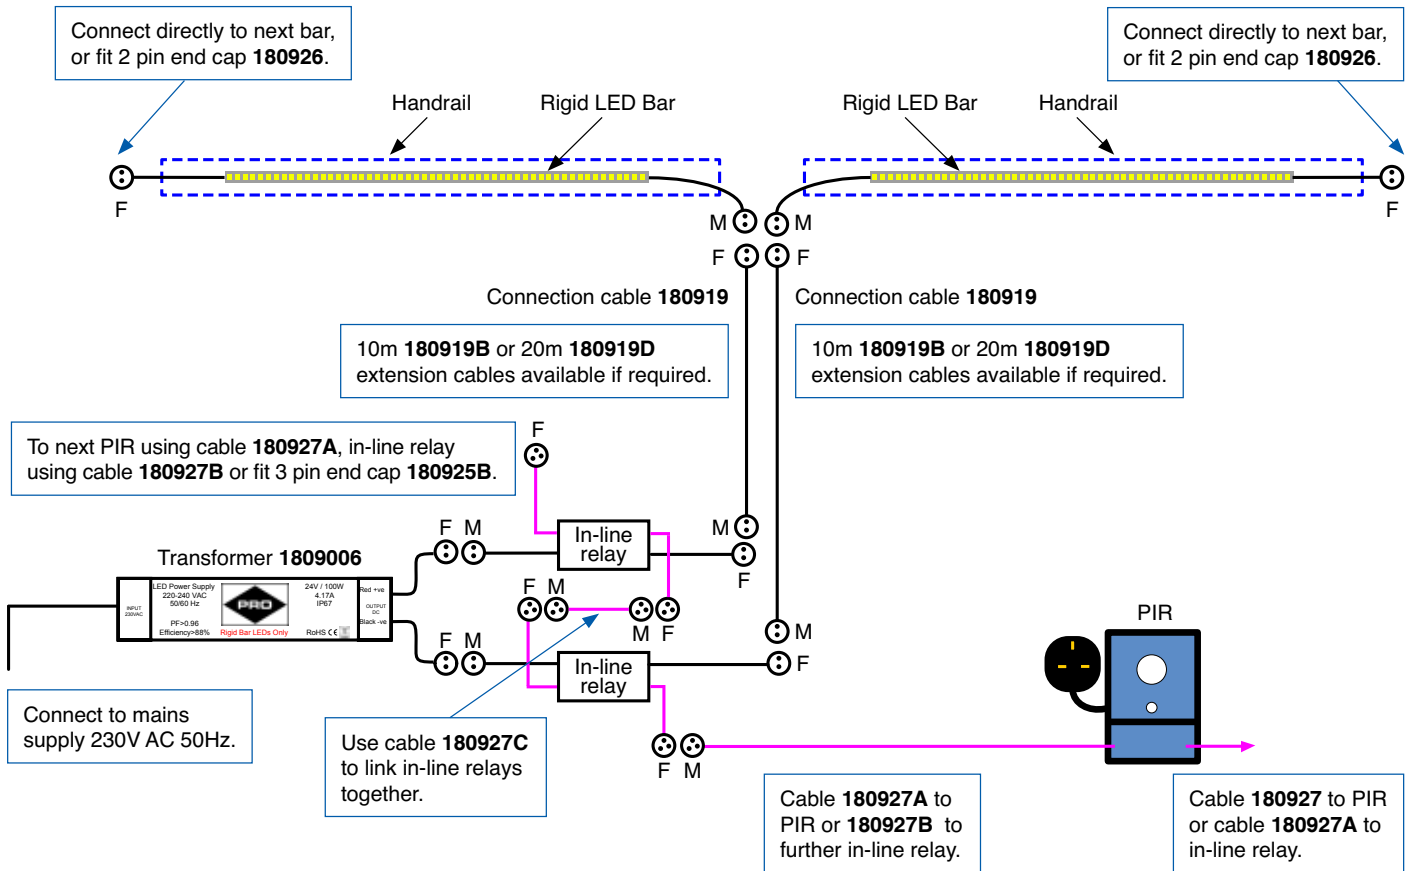 Connect directly to next bar,
or fit 2 pin end cap 180926.
Connect directly to next bar,
or fit 2 pin end cap 180926.
Handrail
Rigid LED Bar
Rigid LED Bar
Handrail
F
F
M
M
F
F
Connection cable 180919
Connection cable 180919
10m 180919B or 20m 180919D
extension cables available if required.
10m 180919B or 20m 180919D
extension cables available if required.
To next PIR using cable 180927A, in-line relay
using cable 180927B or fit 3 pin end cap 180925B.
F
F M
In-line
relay
M
F
Transformer 1809006
INPUT
230VAC
LED Power Supply
220-240 VAC
50/60 Hz
PF>0.96
Efficiency>88%
PRO
Rigid Bar LEDs Only
24V / 100W
4.17A
IP67
RoHS CE
Red +ve
OUTPUT
DC
Black -ve
F M
M F
F M
In-line
relay
M
F
PIR
Connect to mains
supply 230V AC 50Hz.
Use cable 180927C
to link in-line relays
together.
F M
Cable 180927A to
PIR or 180927B to
further in-line relay.
Cable 180927 to PIR
or cable 180927A to
in-line relay.